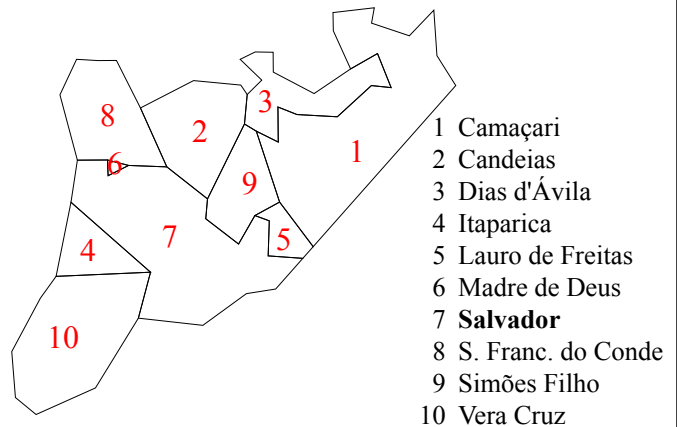 8
3
2
1
6
9
7
5
4
10
1 Camaçari
2 Candeias
3 Dias d'Ávila
4 Itaparica
5 Lauro de Freitas
6 Madre de Deus
7 Salvador
8 S. Franc. do Conde
9 Simões Filho
10 Vera Cruz